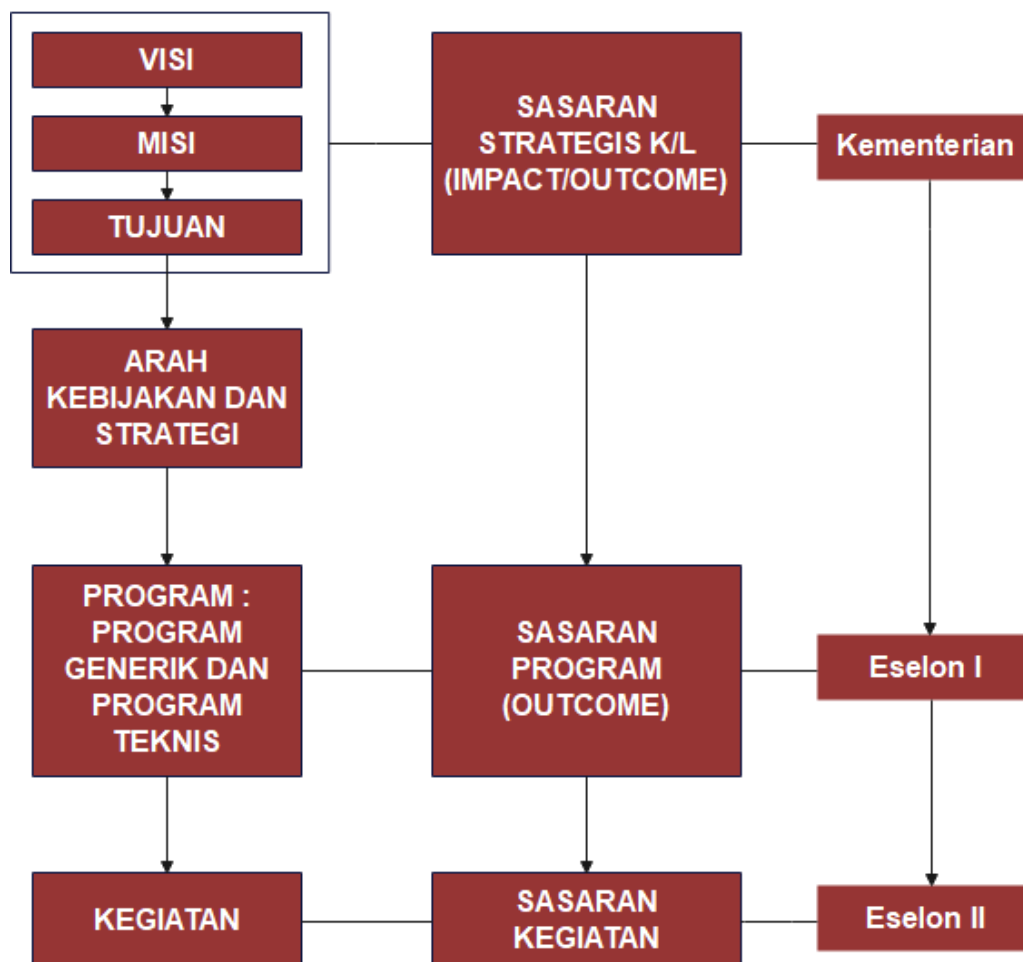 VISI
MISI
TUJUAN
SASARAN
STRATEGIS K/L
(IMPACT/OUTCOME)
Kementerian
ARAH
KEBIJAKAN DAN
STRATEGI
PROGRAM :
PROGRAM
GENERIK DAN
PROGRAM
TEKNIS
SASARAN
PROGRAM
(OUTCOME)
Eselon I
KEGIATAN
SASARAN
KEGIATAN
Eselon II